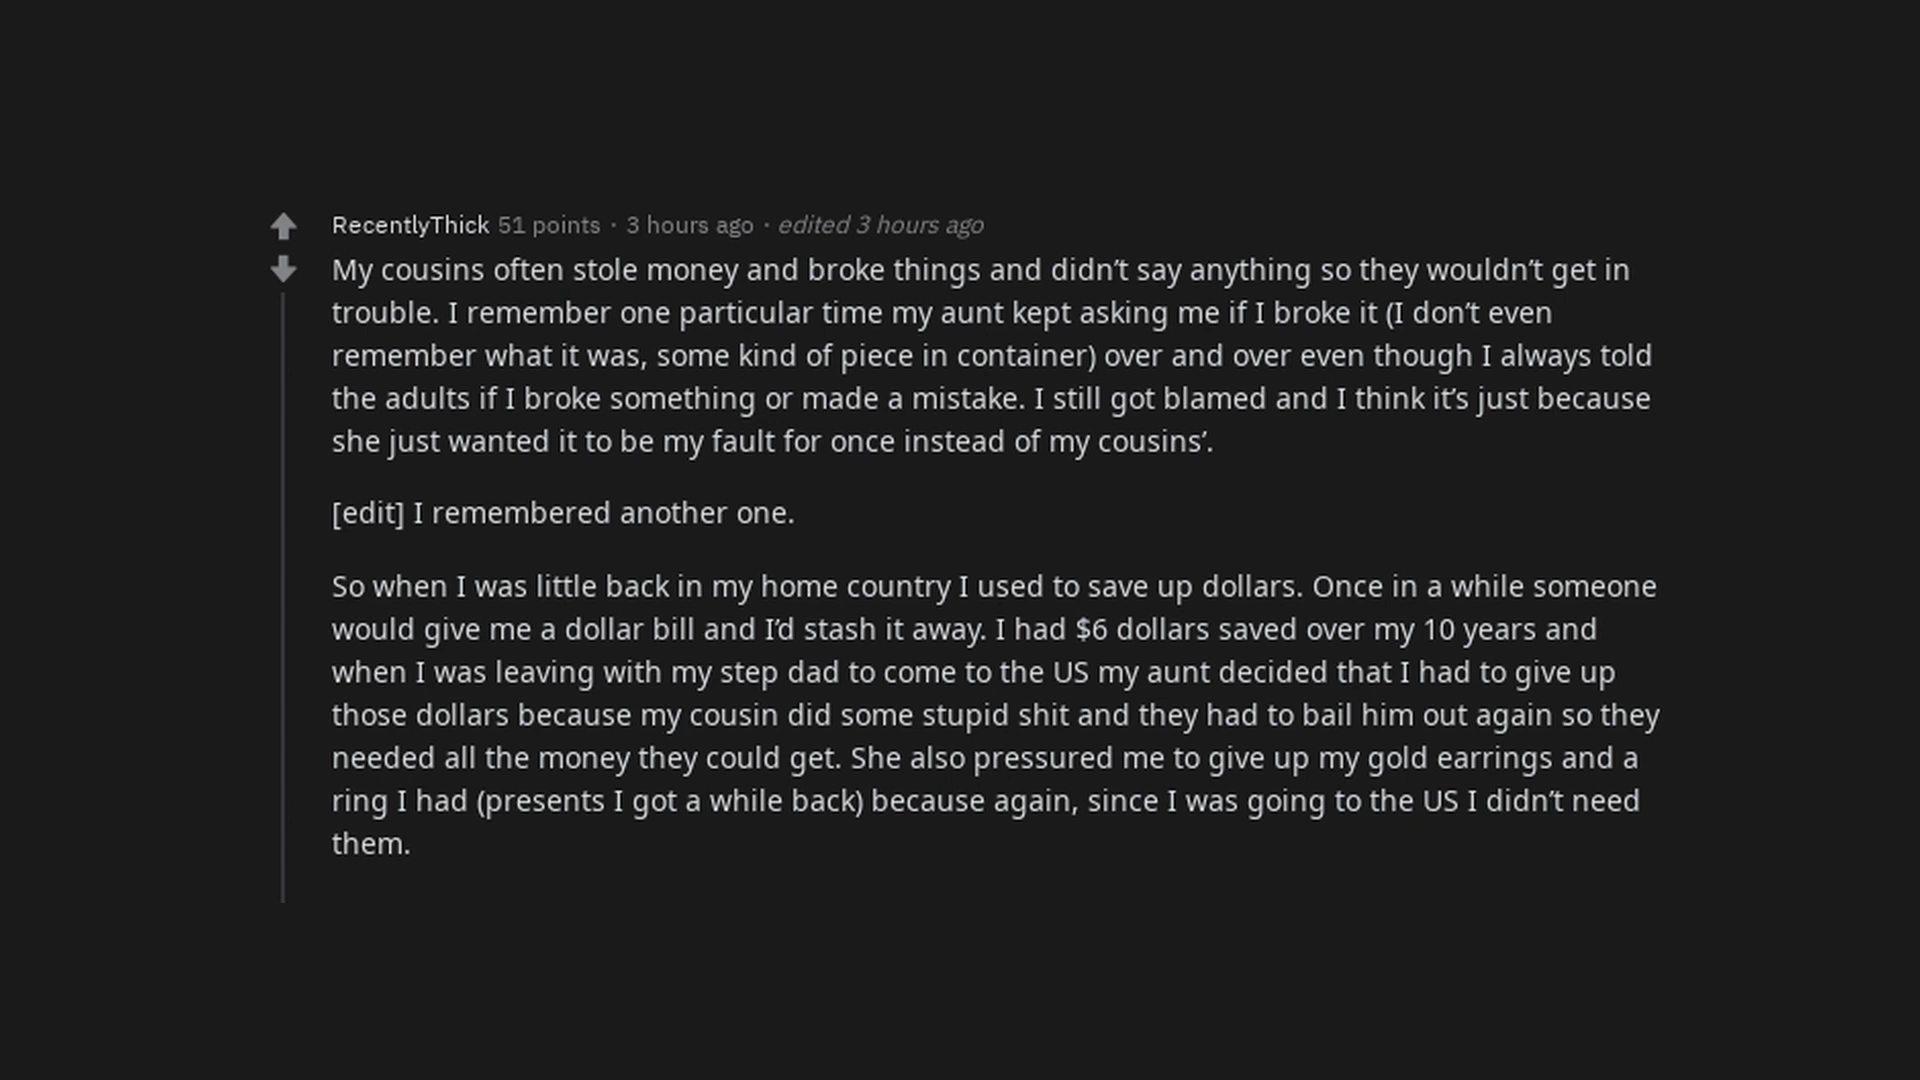 RecentlyThick 51 points · 3 hours ago · edited 3 hours ago
My cousins often stole money and broke things and didn’t say anything so they wouldn’t get in
trouble. I remember one particular time my aunt kept asking me if I broke it (I don’t even
remember what it was, some kind of piece in container) over and over even though I always told
the adults if I broke something or made a mistake. I still got blamed and I think it’s just because
she just wanted it to be my fault for once instead of my cousins’.
[edit] I remembered another one.
So when I was little back in my home country I used to save up dollars. Once in a while someone
would give me a dollar bill and I’d stash it away. I had $6 dollars saved over my 10 years and
when I was leaving with my step dad to come to the US my aunt decided that I had to give up
those dollars because my cousin did some stupid shit and they had to bail him out again so they
needed all the money they could get. She also pressured me to give up my gold earrings and a
ring I had (presents I got a while back) because again, since I was going to the US I didn’t need
them.